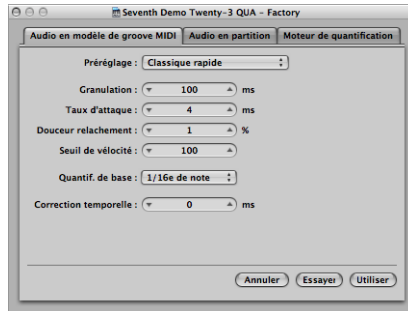 Seventh Demo Twenty-3 QUA - Factory
Audio en modèle de groove MIDI Audio en partition Moteur de quantification
Préréglage : Classique rapide
Granulation : 100 ms
Taux d'attaque : 4 ms
Douceur relachement : 1 %
Seuil de vélocité : 100
Quantif. de base : 1/16e de note
Correction temporelle : 0 ms
Annuler Essayer Utiliser